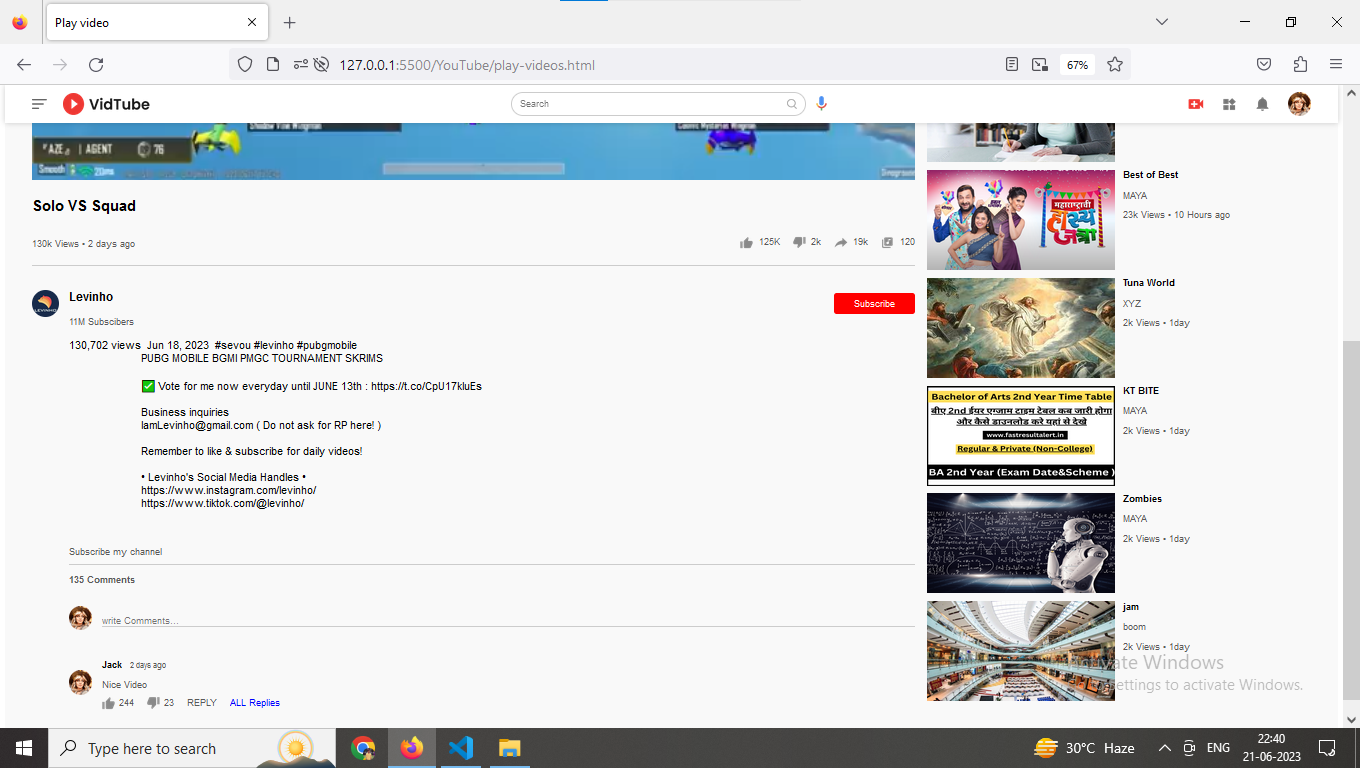 Play video
127.0.0.1:5500/YouTube/play-videos.html
67%
VidTube
Search
AGENT
76
Smooth
20ms
Solo VS Squad
130k Views • 2 days ago
125K
2k
19k
120
Levinho
11M Subscibers
Subscribe
130,702 views Jun 18, 2023 #sevou #levinho #pubgmobile
PUBG MOBILE BGMI PMGC TOURNAMENT SKRIMS
✅ Vote for me now everyday until JUNE 13th : https://t.co/CpU17kluEs
Business inquiries
IamLevinho@gmail.com ( Do not ask for RP here! )
Remember to like & subscribe for daily videos!
• Levinho's Social Media Handles •
https://www.instagram.com/levinho/
https://www.tiktok.com/@levinho/
Subscribe my channel
135 Comments
write Comments...
Jack 2 days ago
Nice Video
244
23
REPLY
ALL Replies
महाराष्ट्राची
हास्य
जत्रा
Best of Best
MAYA
23k Views • 10 Hours ago
Tuna World
XYZ
2k Views • 1day
Bachelor of Arts 2nd Year Time Table
बीए 2nd ईयर एग्जाम टाइम टेबल कब जारी होगा
और कैसे डाउनलोड करे यहां से देखे
www.fastresultalert.in
Regular & Private (Non-College)
BA 2nd Year (Exam Date&Scheme )
KT BITE
MAYA
2k Views • 1day
Zombies
MAYA
2k Views • 1day
jam
boom
2k Views • 1day
Activate Windows
ettings to activate Windows.
Type here to search
30°C Haze
ENG
22:40
21-06-2023